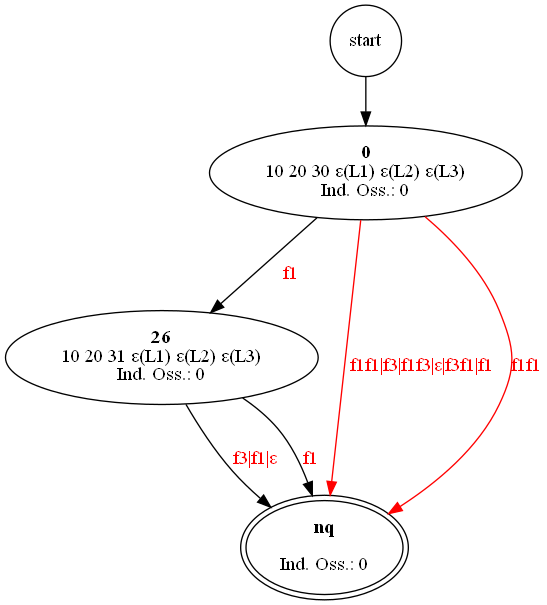 start
0
10 20 30 ε(L1) ε(L2) ε(L3)
Ind. Oss.: 0
f1
26
10 20 31 ε(L1) ε(L2) ε(L3)
Ind. Oss.: 0
f1f1|f3|f1f3|ε|f3f1|f1
f1f1
f3|f1|ε
f1
nq
Ind. Oss.: 0